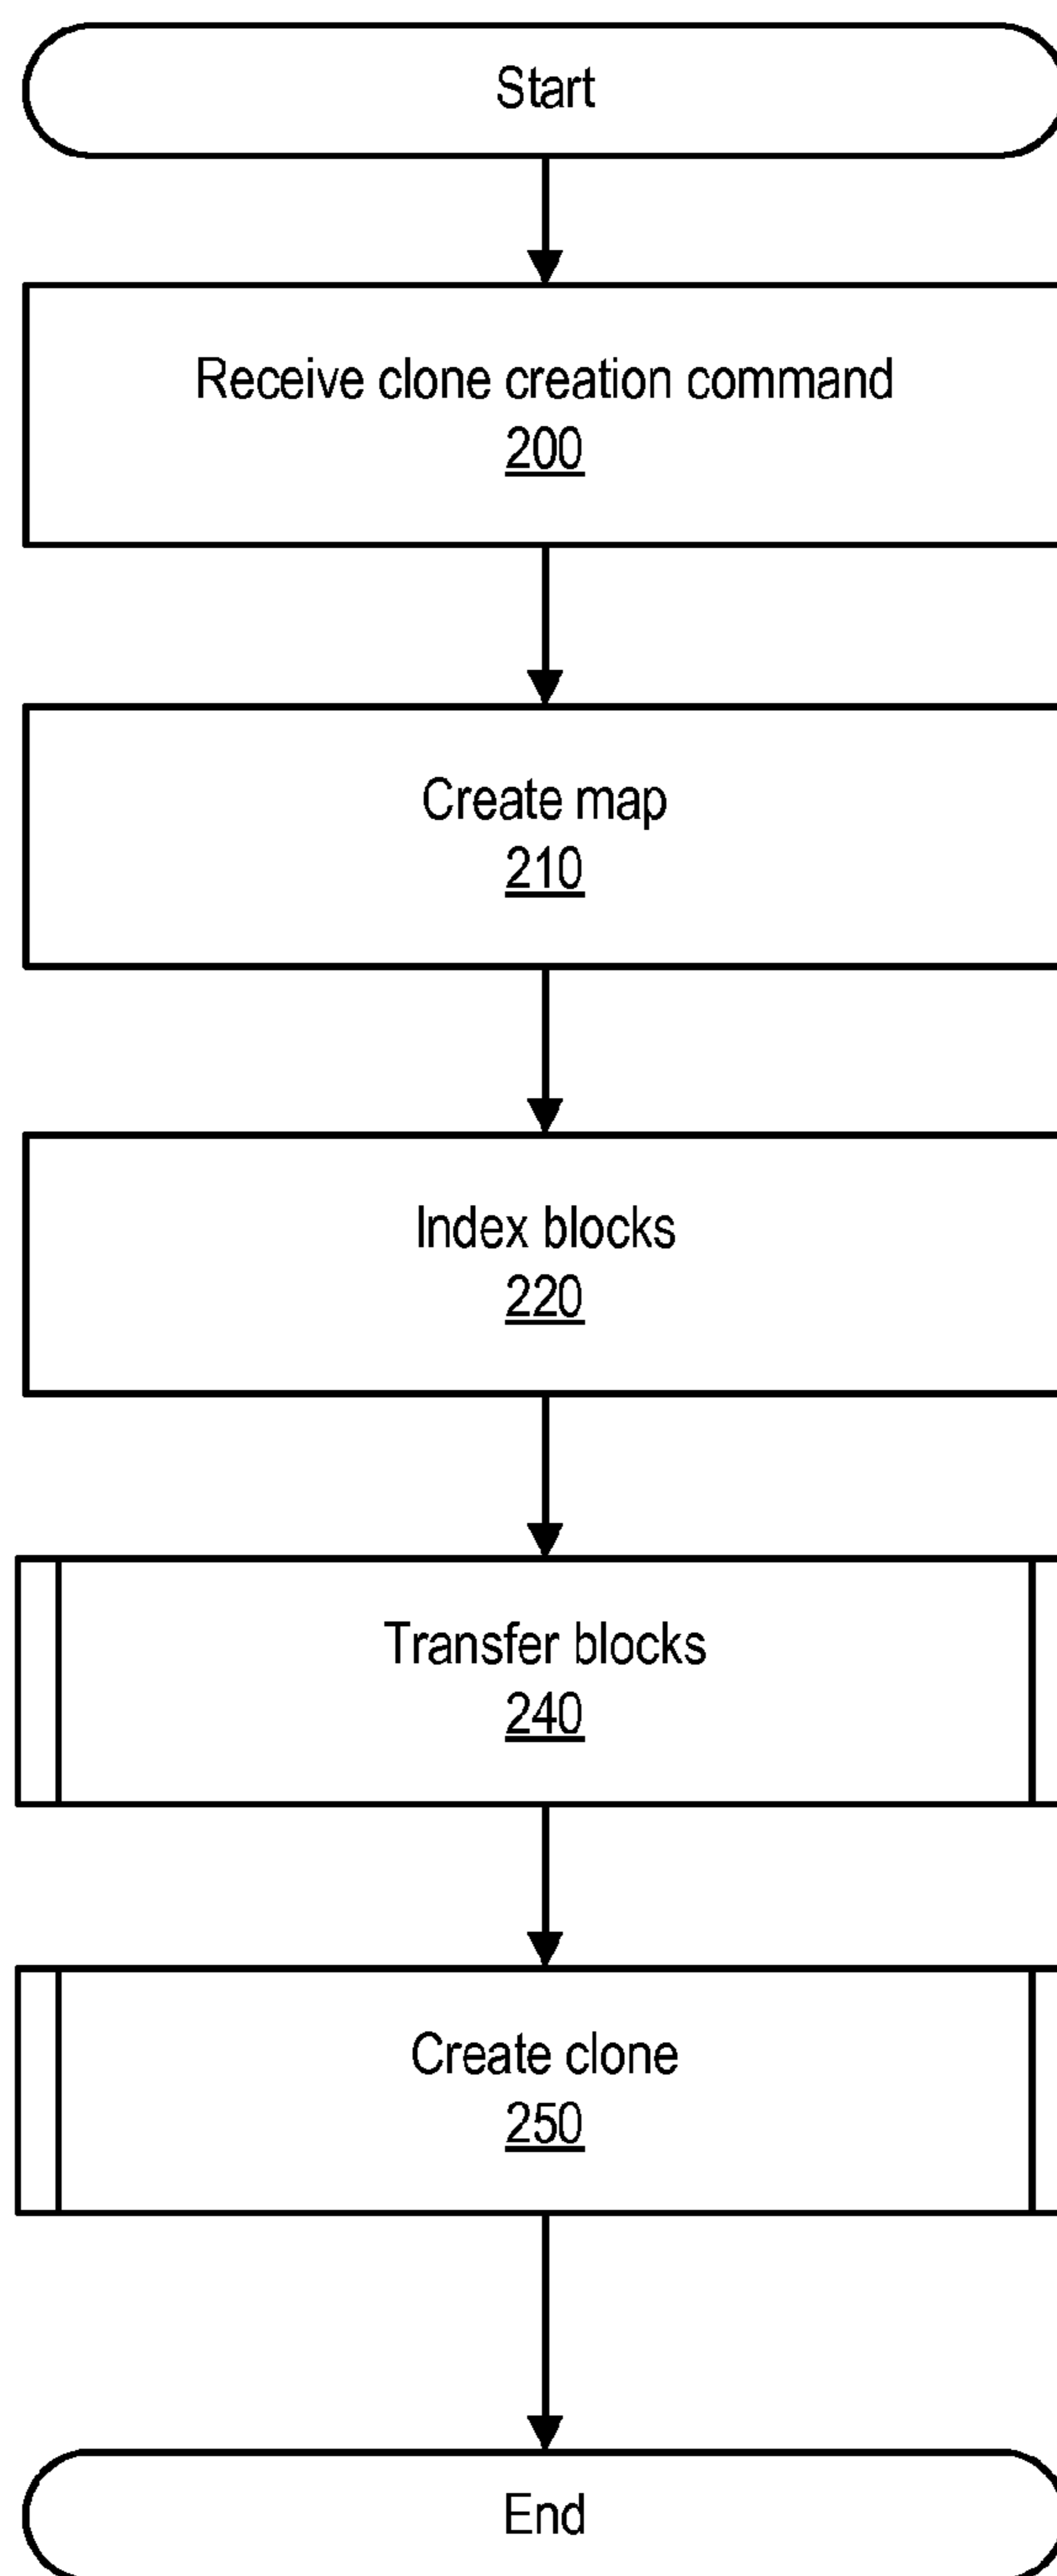 Start
Receive clone creation command
200
Create map
210
Index blocks
220
Transfer blocks
240
Create clone
250
End